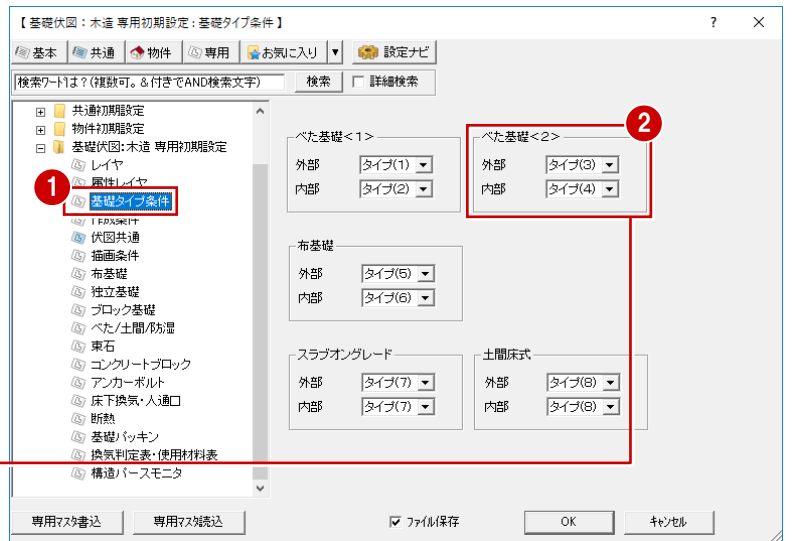 【 基礎伏図：木造 専用初期設定 : 基礎タイプ条件 】 ? ×
基本 共通 物件 専用 お気に入り ▼ 設定ナビ
検索ワードは？(複数可。＆付きでAND検索文字) 検索 詳細検索
共通初期設定
物件初期設定
基礎伏図：木造 専用初期設定
レイヤ
属性レイヤ
1
基礎タイプ条件
作成条件
伏図共通
描画条件
布基礎
独立基礎
ブロック基礎
べた/土間/防湿
束石
コンクリートブロック
アンカーボルト
床下換気・人通口
断熱
基礎パッキン
換気判定表・使用材料表
構造パースモニタ
べた基礎＜１＞
外部 タイプ(1)
内部 タイプ(2)
2
べた基礎＜２＞
外部 タイプ(3)
内部 タイプ(4)
布基礎
外部 タイプ(5)
内部 タイプ(6)
スラブオングレード
外部 タイプ(7)
内部 タイプ(7)
土間床式
外部 タイプ(8)
内部 タイプ(8)
専用マスタ書込 専用マスタ読込 ファイル保存 OK キャンセル